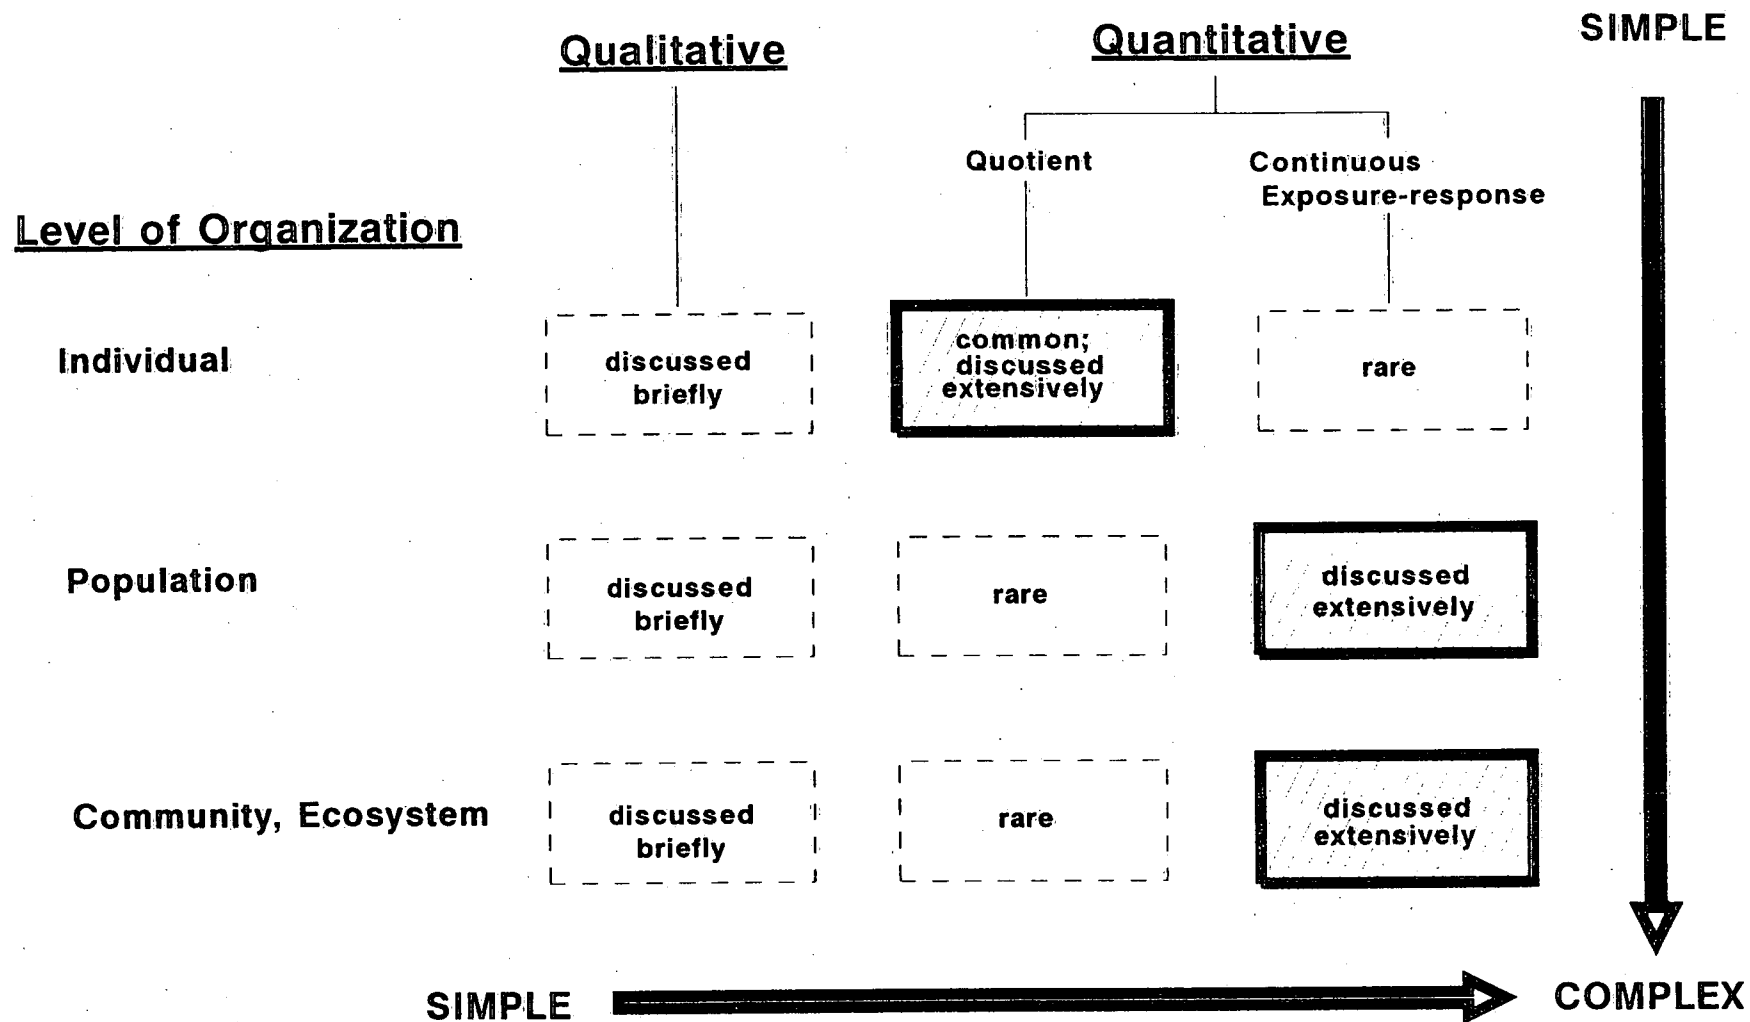 Qualitative
Quantitative
SIMPLE
Quotient
Continuous
Exposure-response
Level of Organization
Individual
discussed
briefly
common;
discussed
extensively
rare
Population
discussed
briefly
rare
discussed
extensively
Community, Ecosystem
discussed
briefly
rare
discussed
extensively
SIMPLE
COMPLEX